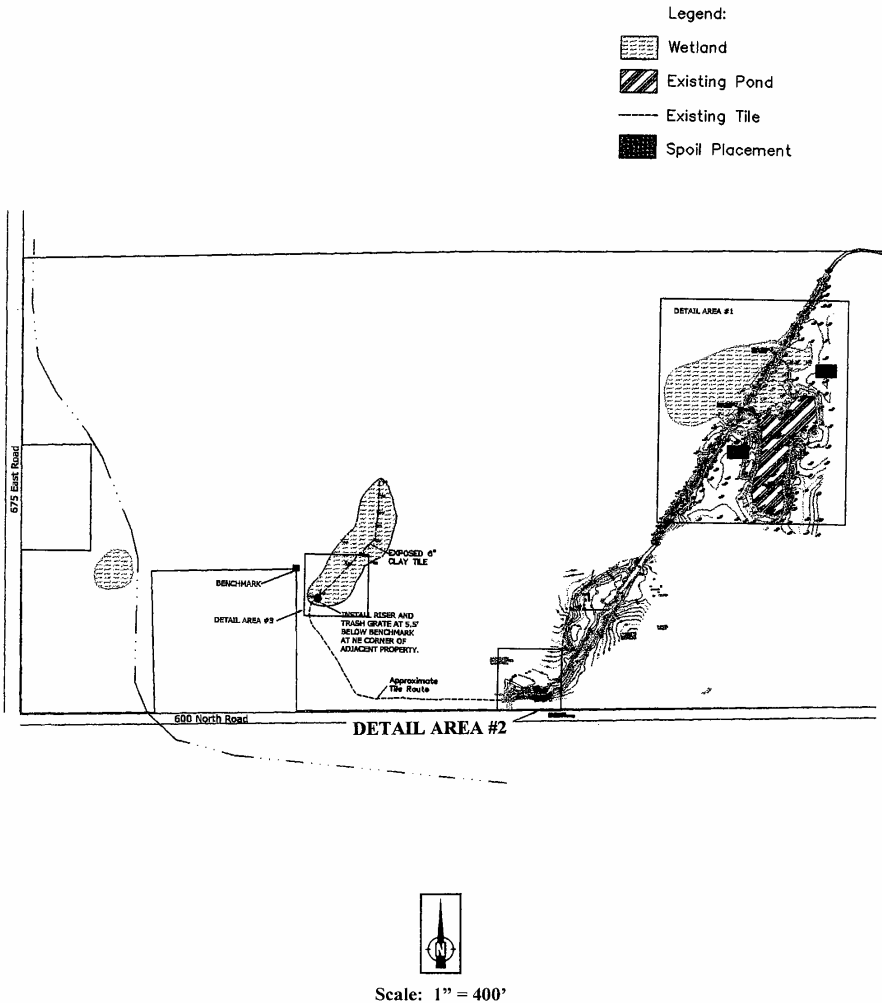 Legend:
Wetland
Existing Pond
Existing Tile
Spoil Placement
DETAIL AREA #1
675 East Road
EXPOSED 6"
CLAY TILE
BENCHMARK
DETAIL AREA #3
INSTALL RISER AND
TRASH GRATE AT 5.5'
BELOW BENCHMARK
AT NE CORNER OF
ADJACENT PROPERTY.
Approximate
Tile Route
600 North Road
DETAIL AREA #2
N
Scale: 1" = 400'